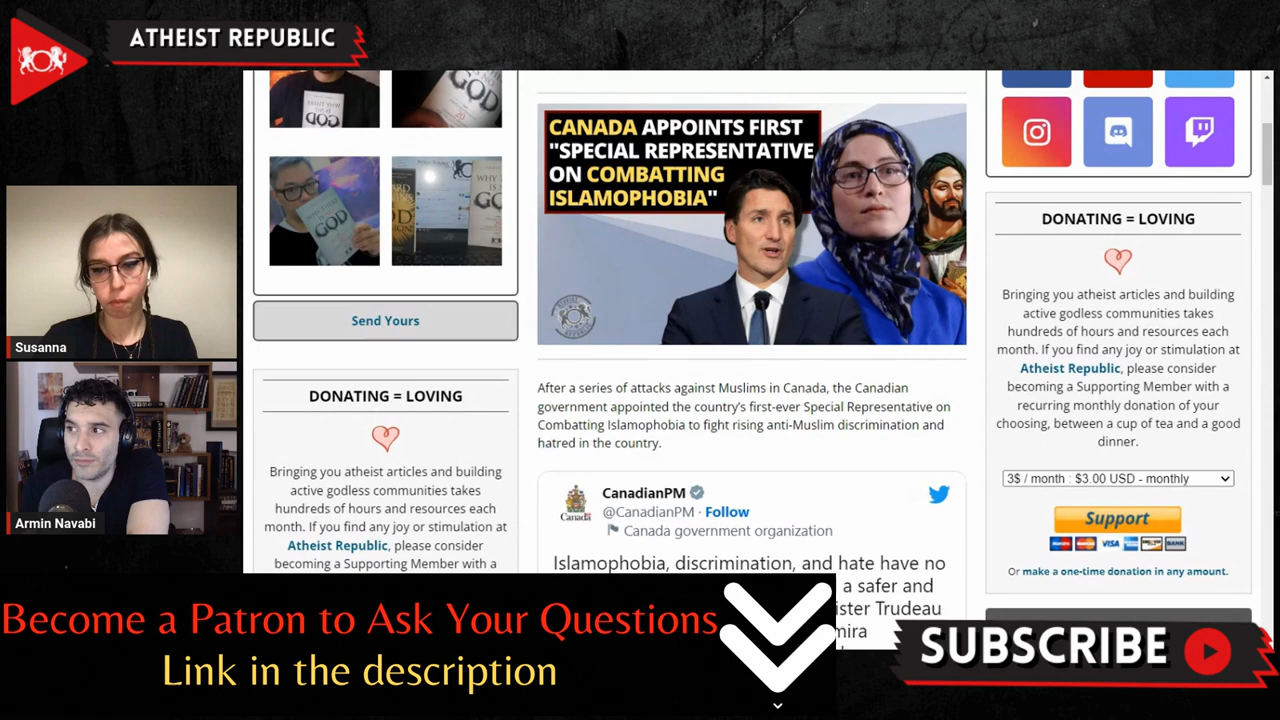 ATHEIST REPUBLIC
GOD
GOD
GOD
Send Yours
DONATING = LOVING
Bringing you atheist articles and building
active godless communities takes
hundreds of hours and resources each
month. If you find any joy or stimulation at
Atheist Republic, please consider
becoming a Supporting Member with a
CANADA APPOINTS FIRST
"SPECIAL REPRESENTATIVE
ON COMBATTING
ISLAMOPHOBIA"
After a series of attacks against Muslims in Canada, the Canadian
government appointed the country's first-ever Special Representative on
Combatting Islamophobia to fight rising anti-Muslim discrimination and
hatred in the country.
CanadianPM
@CanadianPM · Follow
Canada government organization
Canada
Islamophobia, discrimination, and hate have no
a safer and
ister Trudeau
mira
DONATING = LOVING
Bringing you atheist articles and building
active godless communities takes
hundreds of hours and resources each
month. If you find any joy or stimulation at
Atheist Republic, please consider
becoming a Supporting Member with a
recurring monthly donation of your
choosing, between a cup of tea and a good
dinner.
3$ / month : $3.00 USD - monthly
Support
VISA
BANK
Or make a one-time donation in any amount.
Susanna
Armin Navabi
Become a Patron to Ask Your Questions
Link in the description
SUBSCRIBE